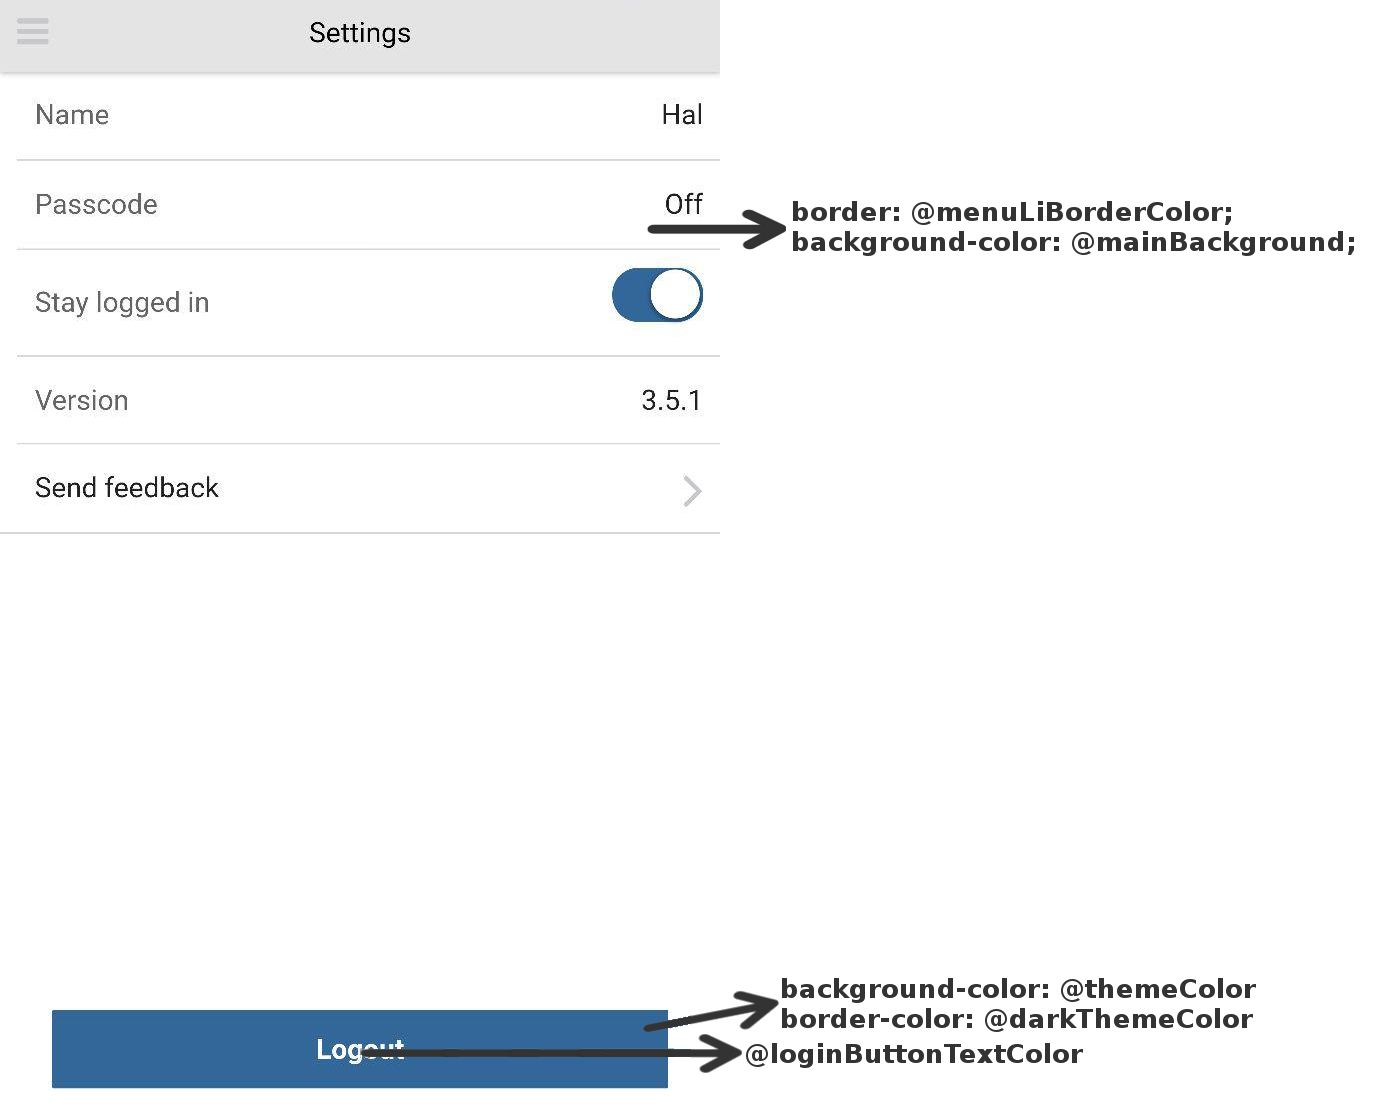 Settings
Name Hal
Passcode Off
border: @menuLiBorderColor;
background-color: @mainBackground;
Stay logged in
Version 3.5.1
Send feedback
background-color: @themeColor
border-color: @darkThemeColor
Logout
@loginButtonTextColor